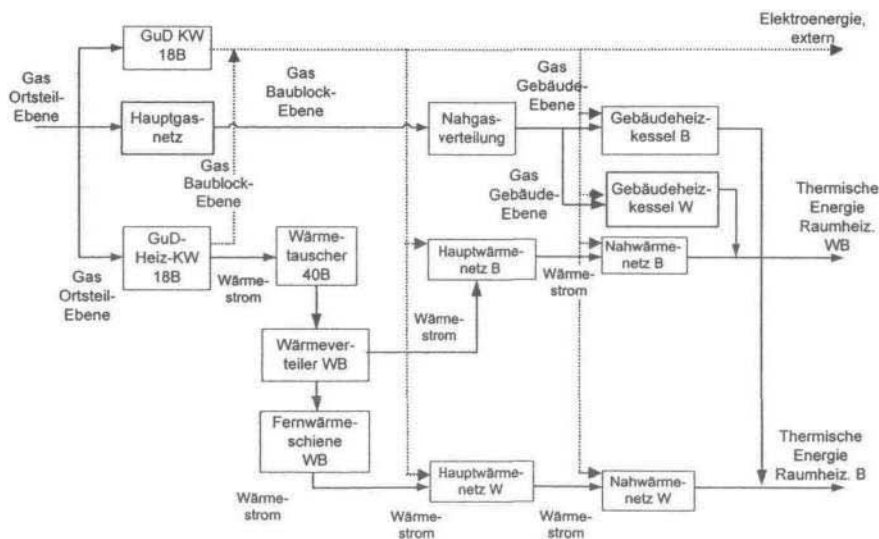 GuD KW
18B
Elektroenergie,
extern
Gas
Ortsteil-
Ebene
Hauptgas-
netz
Gas
Baublock-
Ebene
Gas
Baublock-
Ebene
Nahgas-
verteilung
Gas
Gebäude-
Ebene
Gebäudeheiz-
kessel B
Gas
Gebäude-
Ebene
Gebäudeheiz-
kessel W
Thermische
Energie
Raumheiz.
WB
Gas
Ortsteil-
Ebene
GuD-
Heiz-KW
18B
Wärme-
strom
Wärme-
tauscher
40B
Hauptwärme-
netz B
Wärme-
strom
Nahwärme-
netz B
Wärme-
strom
Wärmever-
teiler WB
Fernwärme-
schiene
WB
Wärme-
strom
Hauptwärme-
netz W
Wärme-
strom
Wärme-
strom
Nahwärme-
netz W
Thermische
Energie
Raumheiz. B